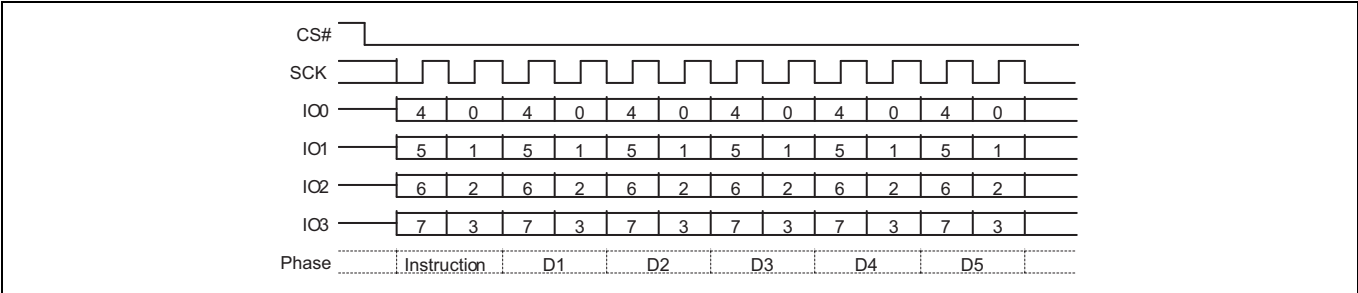 CS#
SCK
IO0 4 0 4 0 4 0 4 0 4 0 4 0
IO1 5 1 5 1 5 1 5 1 5 1 5 1
IO2 6 2 6 2 6 2 6 2 6 2 6 2
IO3 7 3 7 3 7 3 7 3 7 3 7 3
Phase Instruction D1 D2 D3 D4 D5